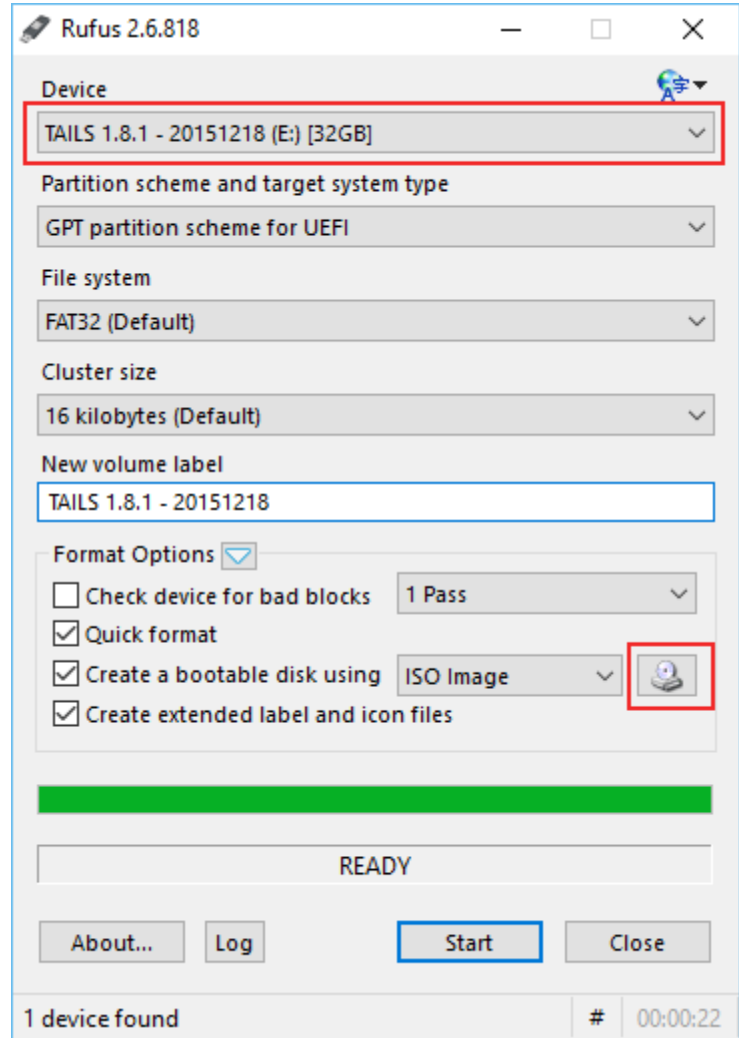 Rufus 2.6.818
Device
TAILS 1.8.1 - 20151218 (E:) [32GB]
Partition scheme and target system type
GPT partition scheme for UEFI
File system
FAT32 (Default)
Cluster size
16 kilobytes (Default)
New volume label
TAILS 1.8.1 - 20151218
Format Options
Check device for bad blocks 1 Pass
Quick format
Create a bootable disk using ISO Image
Create extended label and icon files
READY
About... Log Start Close
1 device found # 00:00:22